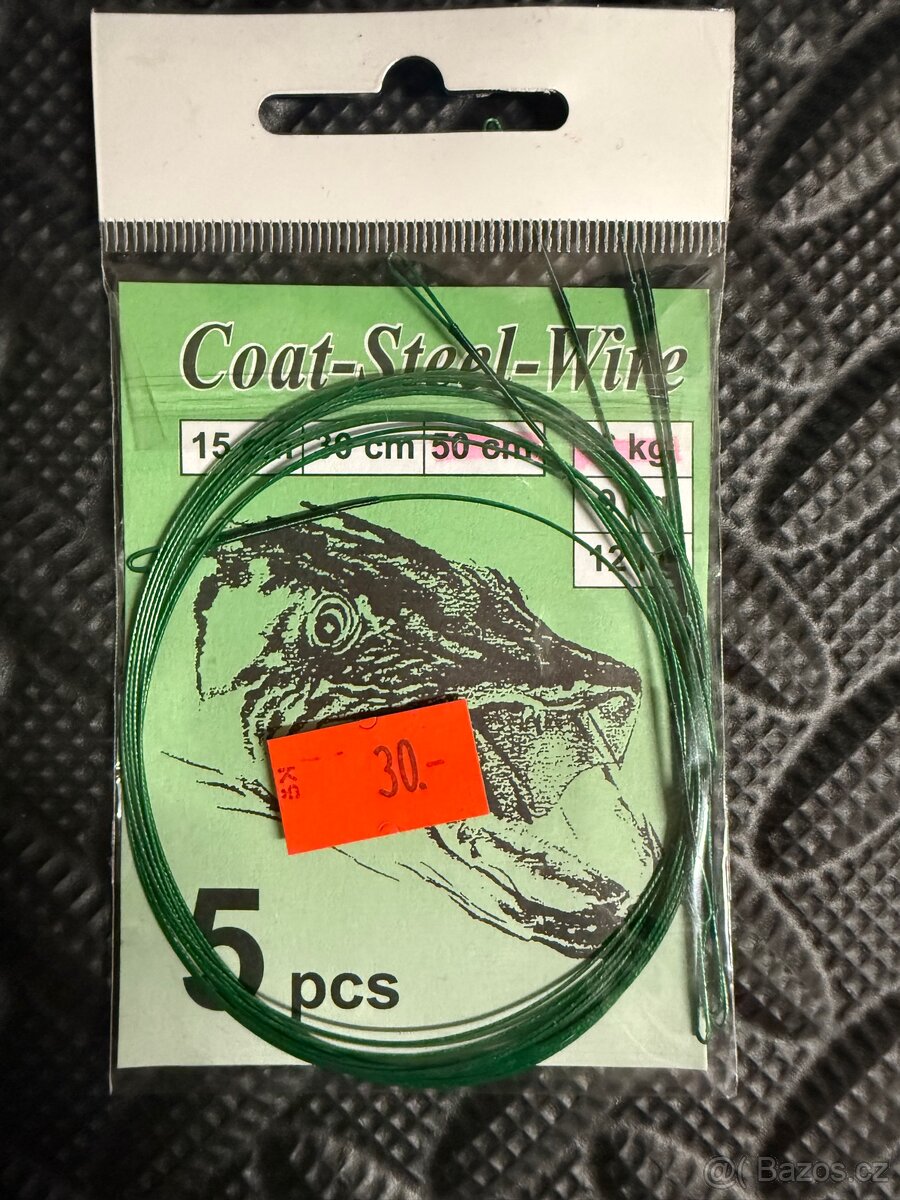 Coat-Steel-Wire
15 cm 30 cm 50 cm kg
12
30.-
5 pcs
@( Bazos.cz